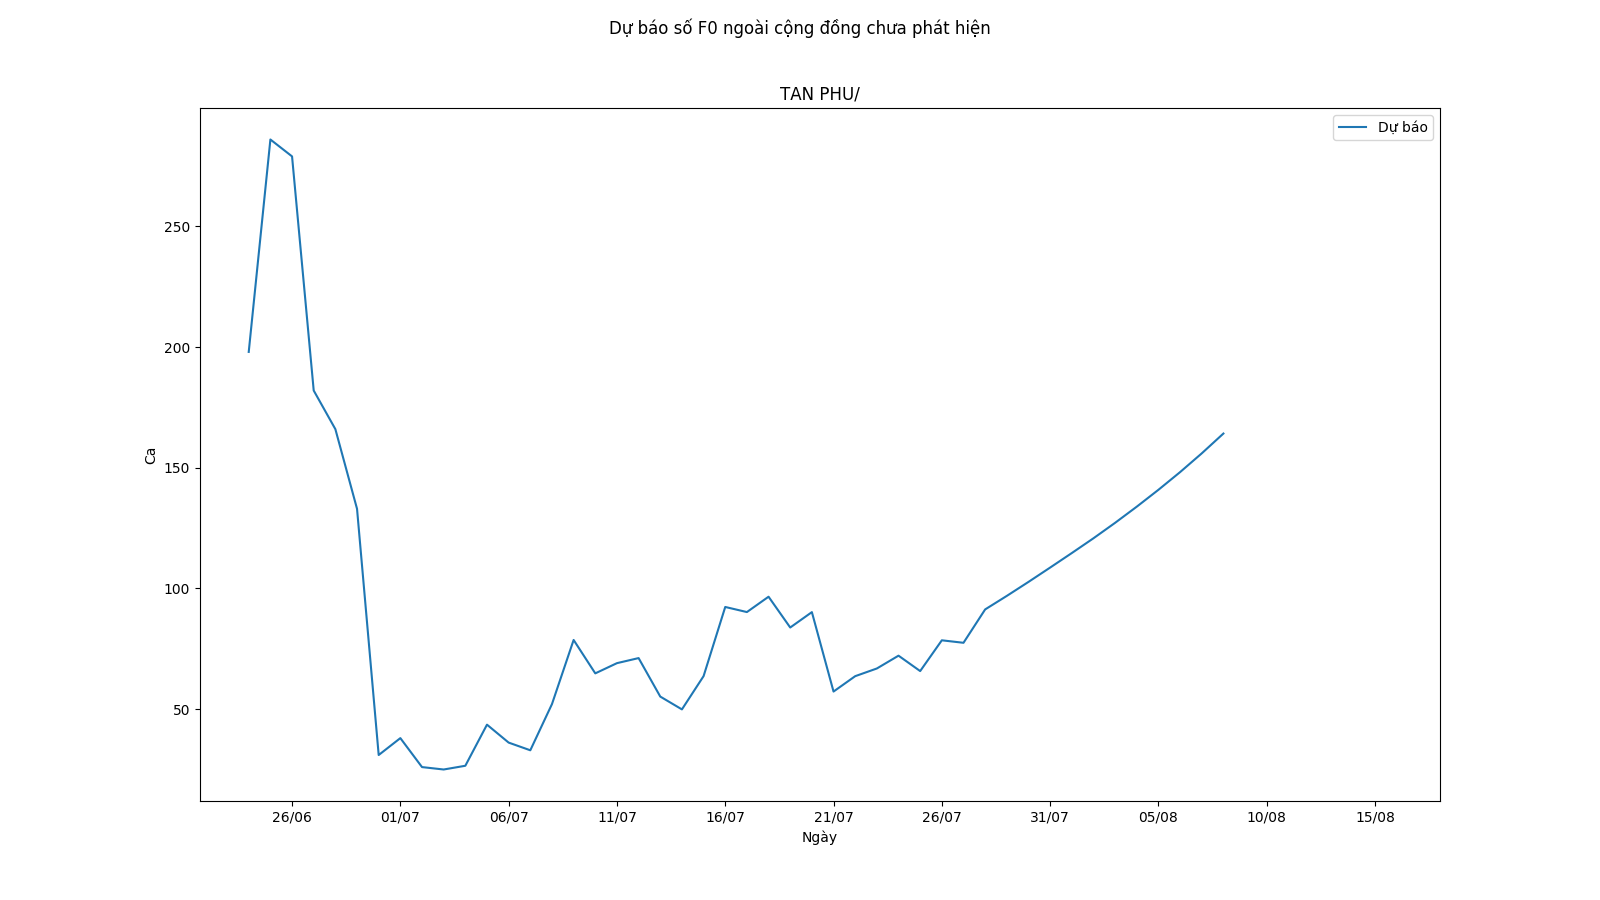 Dự báo số F0 ngoài cộng đồng chưa phát hiện
TAN PHU/
Dự báo
250
200
150
100
50
Ca
26/06 01/07 06/07 11/07 16/07 21/07 26/07 31/07 05/08 10/08 15/08
Ngày